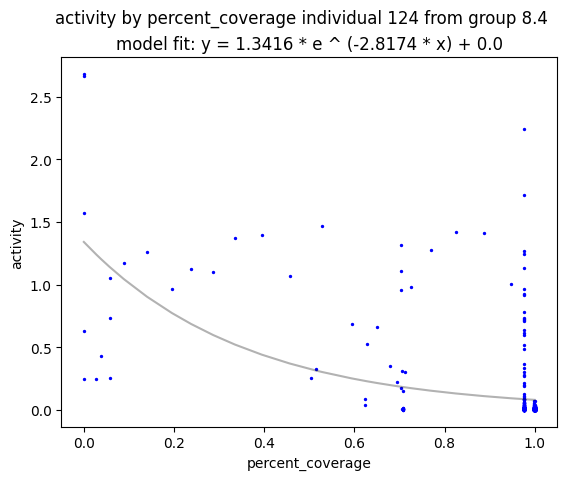 activity by percent_coverage individual 124 from group 8.4
model fit: y = 1.3416 * e ^ (-2.8174 * x) + 0.0
2.5
2.0
1.5
1.0
0.5
0.0
activity
0.0 0.2 0.4 0.6 0.8 1.0
percent_coverage